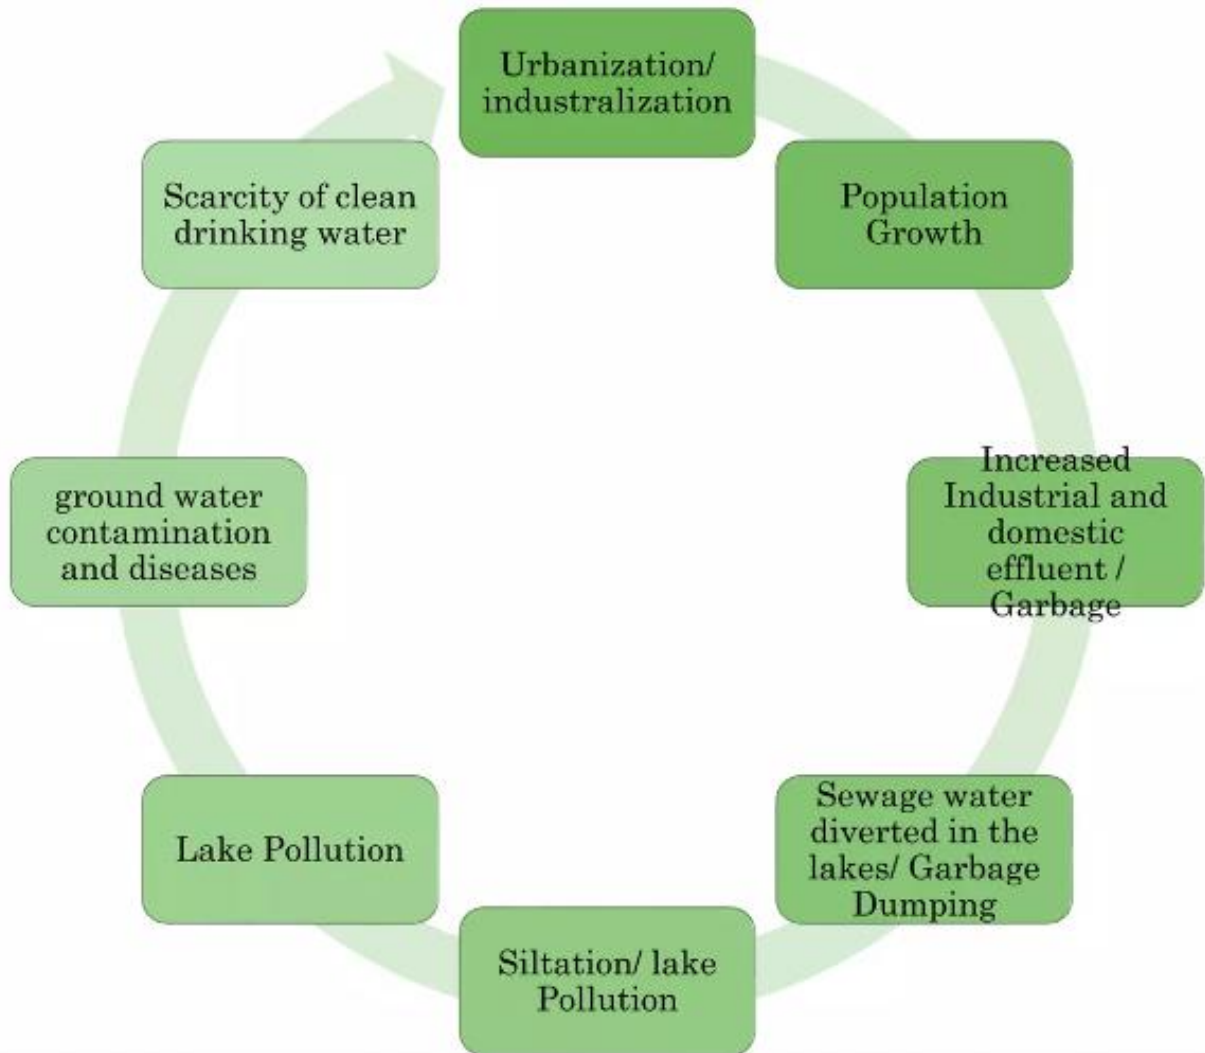 Urbanization/
industralization
Population
Growth
Increased
Industrial and
domestic
effluent /
Garbage
Sewage water
diverted in the
lakes/ Garbage
Dumping
Siltation/ lake
Pollution
Lake Pollution
ground water
contamination
and diseases
Scarcity of clean
drinking water